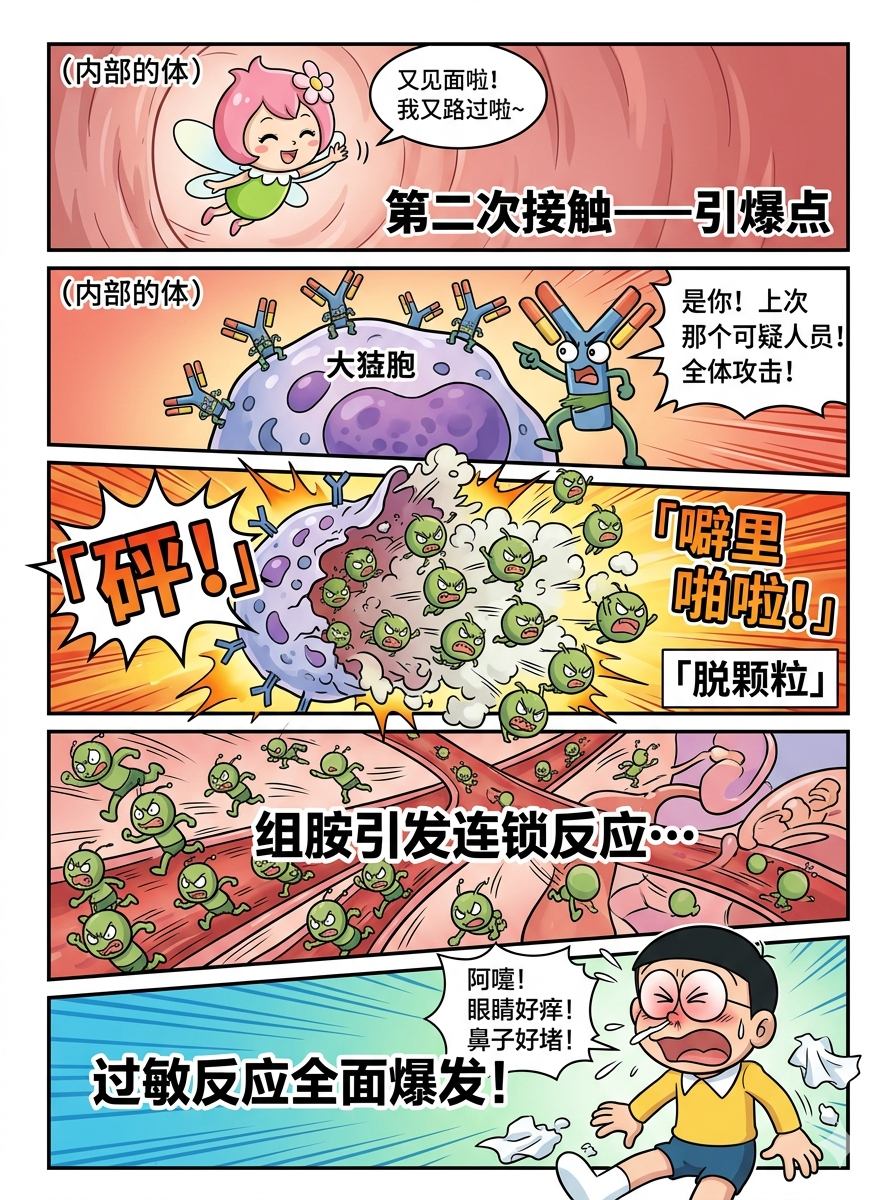 （内部的体）
又见面啦！
我又路过啦~
第二次接触——引爆点
（内部的体）
大㹻胞
是你！上次
那个可疑人员！
全体攻击！
「砰！」
「噼里
啪啦！」
「脱颗粒」
组胺引发连锁反应…
阿嚏！
眼睛好痒！
鼻子好堵！
过敏反应全面爆发！